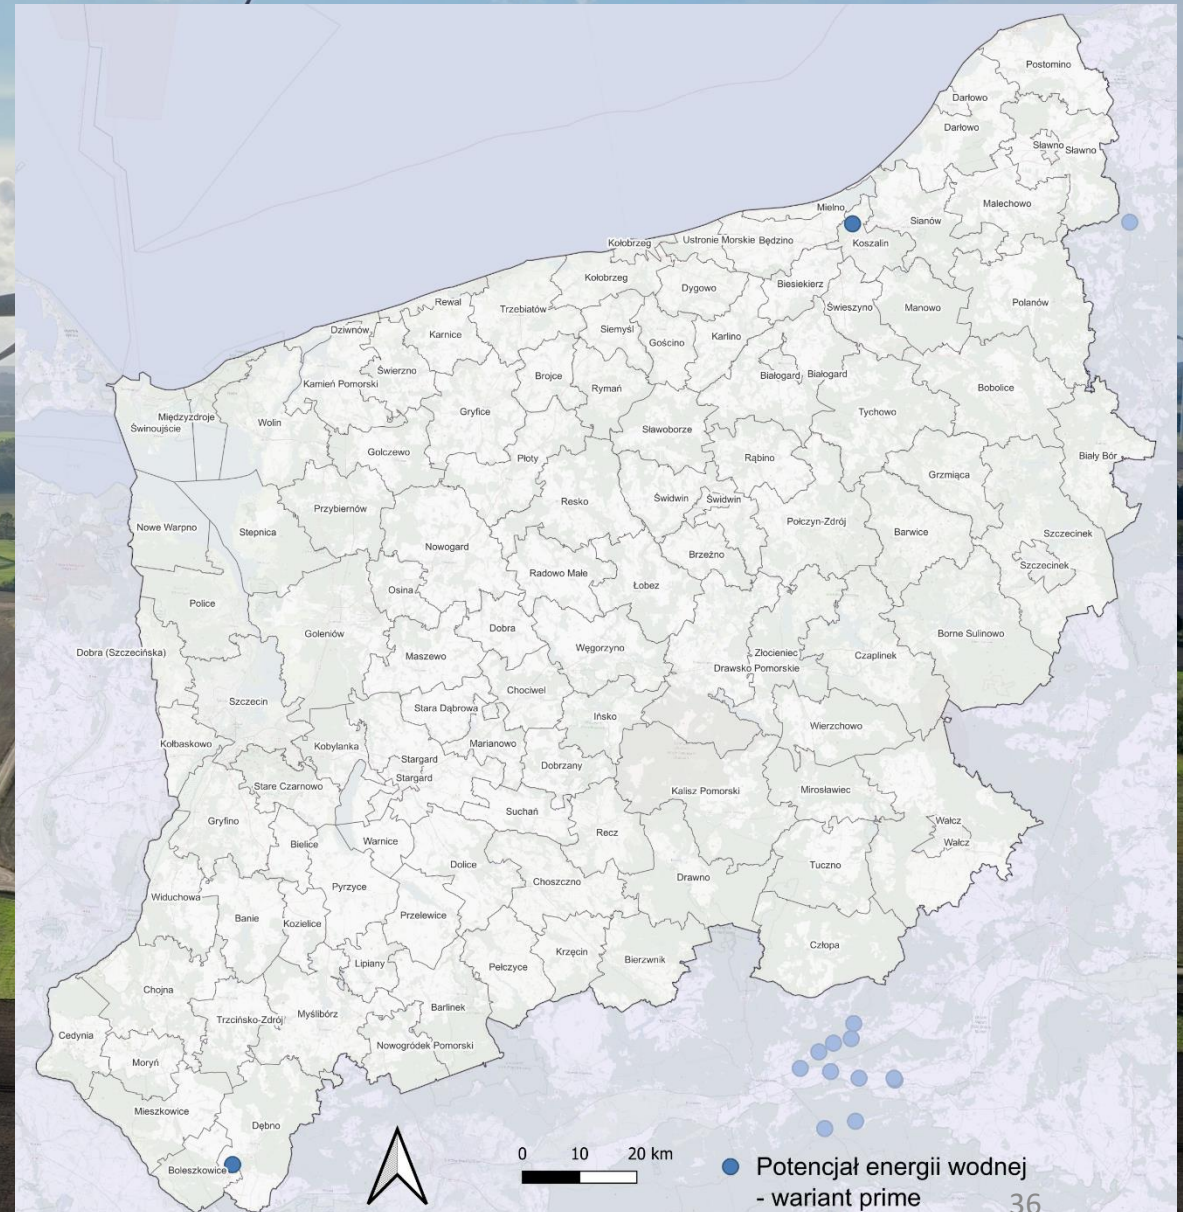 Postomino
Darłowo
Darłowo
Sławno
Sławno
Malechowo
Mielno
Sianów
Kołobrzeg
Ustronie Morskie
Będzino
Koszalin
Kołobrzeg
Dygowo
Biesiekierz
Świeszyno
Manowo
Polanów
Rewal
Trzebiatów
Dziwnów
Karnice
Siemyśl
Gościno
Karlino
Świerzno
Kamień Pomorski
Brojce
Rymań
Białogard
Białogard
Bobolice
Gryfice
Tychowo
Międzyzdroje
Świnoujście
Wolin
Sławoborze
Golczewo
Płoty
Rąbino
Biały Bór
Grzmiąca
Resko
Świdwin
Świdwin
Przybiernów
Połczyn-Zdrój
Nowe Warpno
Stepnica
Barwice
Szczecinek
Nowogard
Brzeżno
Szczecinek
Radowo Małe
Łobez
Osina
Police
Dobra
Goleniów
Borne Sulinowo
Węgorzyno
Dobra (Szczecińska)
Maszewo
Złocieniec
Czaplinek
Drawsko Pomorskie
Chociwel
Szczecin
Stara Dąbrowa
Ińsko
Wierzchowo
Kołbaskowo
Kobylanka
Marianowo
Stargard
Dobrzany
Stargard
Stare Czarnowo
Kalisz Pomorski
Mirosławiec
Suchań
Gryfino
Recz
Wałcz
Bielice
Warnice
Wałcz
Dolice
Tuczno
Pyrzyce
Choszczno
Drawno
Widuchowa
Banie
Kozielice
Przelewice
Krzęcin
Człopa
Lipiany
Pełczyce
Bierzwnik
Chojna
Barlinek
Trzcińsko-Zdrój
Myślibórz
Cedynia
Nowogródek Pomorski
Moryń
Mieszkowice
Dębno
Boleszkowice
0 10 20 km
Potencjał energii wodnej
- wariant prime
36